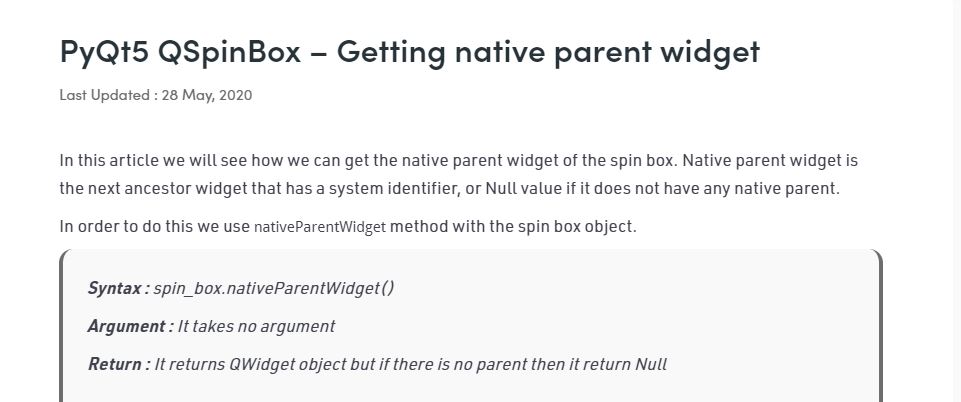 PyQt5 QSpinBox – Getting native parent widget
Last Updated : 28 May, 2020
In this article we will see how we can get the native parent widget of the spin box. Native parent widget is
the next ancestor widget that has a system identifier, or Null value if it does not have any native parent.
In order to do this we use nativeParentWidget method with the spin box object.
Syntax : spin_box.nativeParentWidget()
Argument : It takes no argument
Return : It returns QWidget object but if there is no parent then it return Null